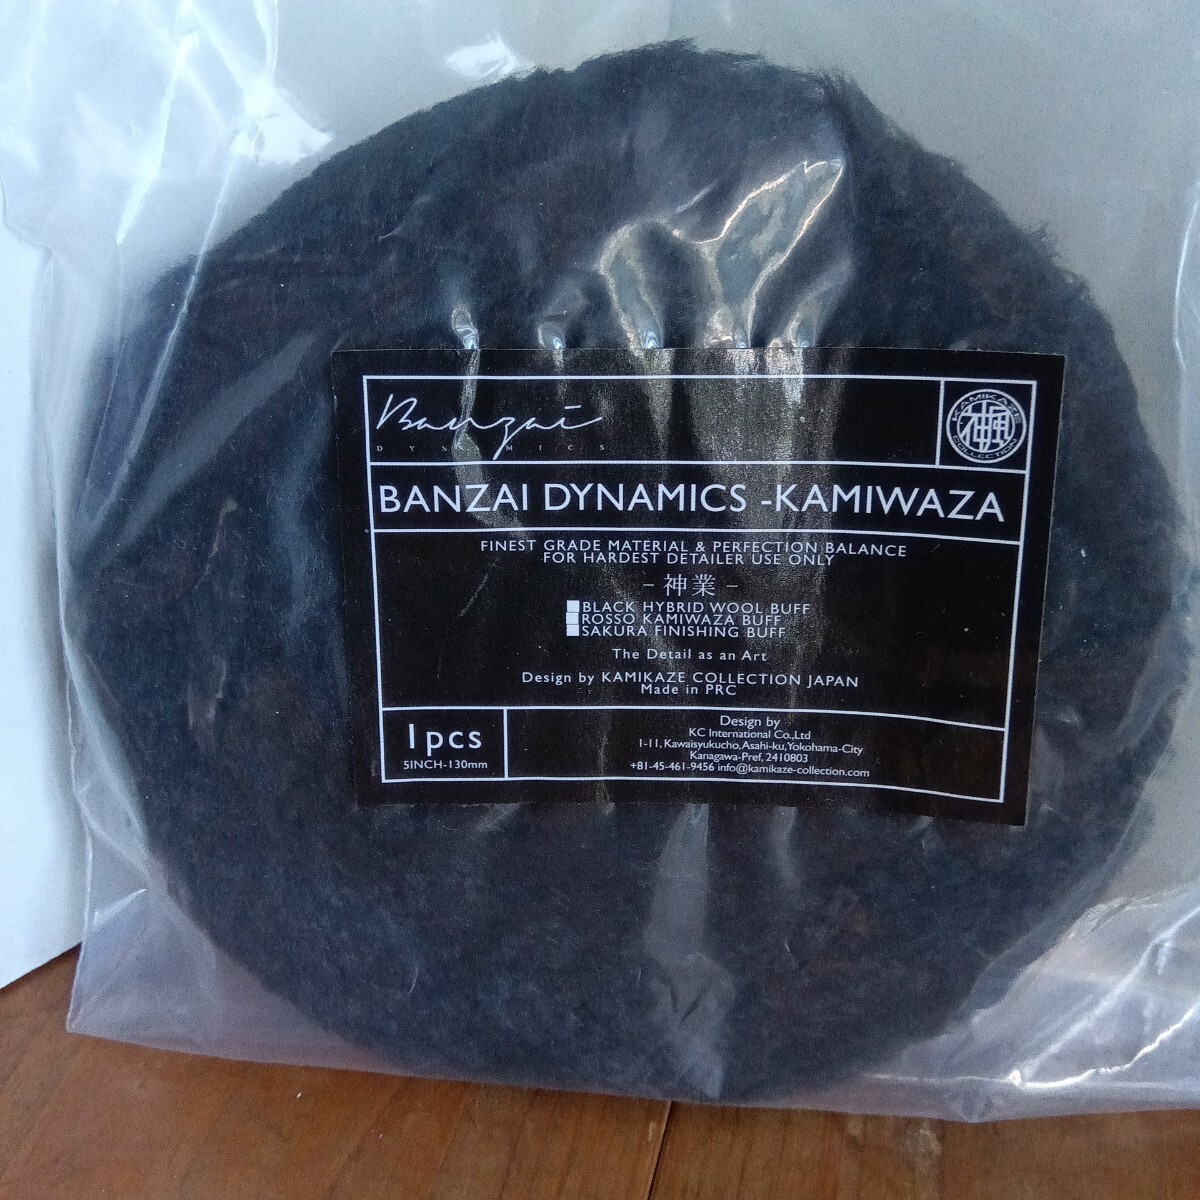 Banzai
DYNAMICS
KAMIKAZE
COLLECTION
BANZAI DYNAMICS -KAMIWAZA
FINEST GRADE MATERIAL & PERFECTION BALANCE
FOR HARDEST DETAILER USE ONLY
- 神業 -
BLACK HYBRID WOOL BUFF
ROSSO KAMIWAZA BUFF
SAKURA FINISHING BUFF
The Detail as an Art
Design by KAMIKAZE COLLECTION JAPAN
Made in PRC
1pcs
5INCH-130mm
Design by
KC International Co.,Ltd
1-11, Kawaisyukucho, Asahi-ku, Yokohama-City
Kanagawa-Pref, 2410803
+81-45-461-9456 info@kamikaze-collection.com